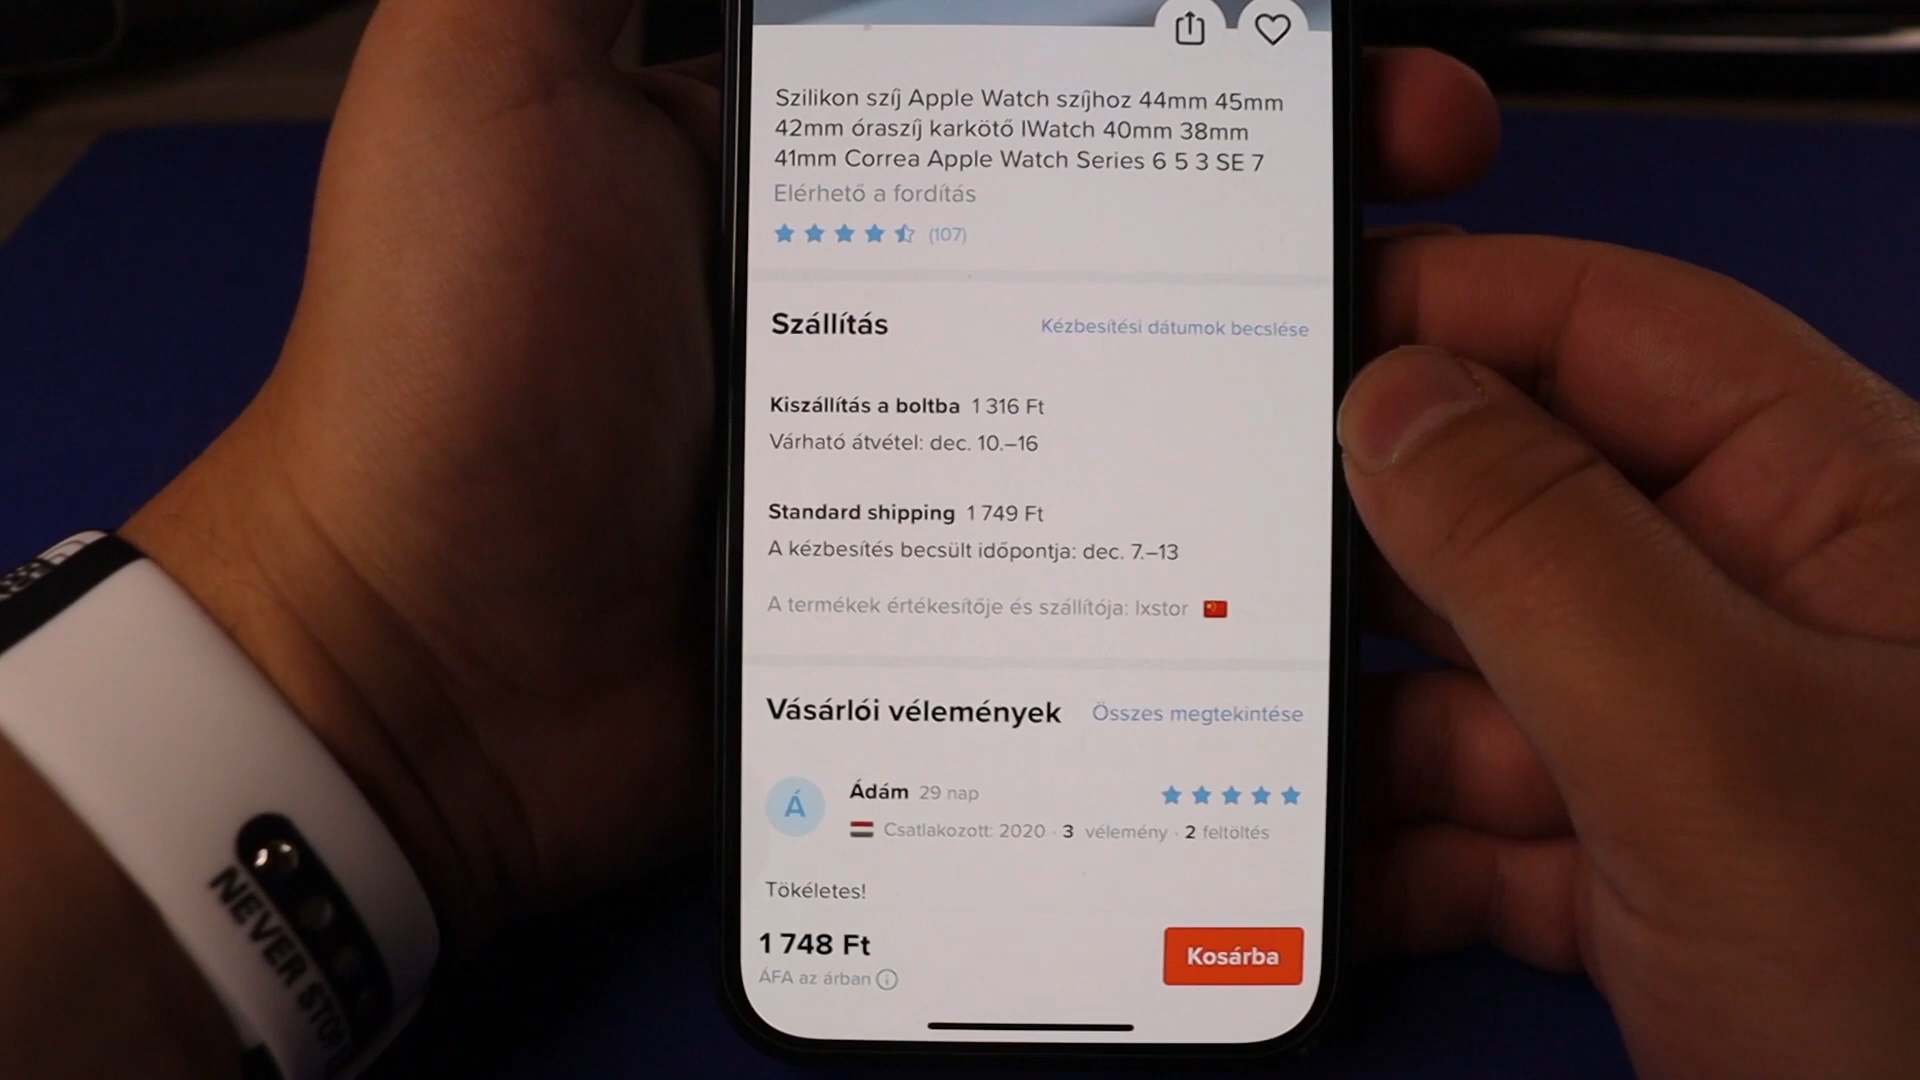 Szilikon szíj Apple Watch szíjhoz 44mm 45mm
42mm óraszíj karkötő IWatch 40mm 38mm
41mm Correa Apple Watch Series 6 5 3 SE 7
Elérhető a fordítás
(107)
Szállítás
Kézbesítési dátumok becslése
Kiszállítás a boltba 1 316 Ft
Várható átvétel: dec. 10.–16
Standard shipping 1 749 Ft
A kézbesítés becsült időpontja: dec. 7.–13
A termékek értékesítője és szállítója: lxstor
Vásárlói vélemények
Összes megtekintése
Á
Ádám 29 nap
Csatlakozott: 2020 · 3 vélemény · 2 feltöltés
Tökéletes!
1 748 Ft
Kosárba
ÁFA az árban
NEVER STOP